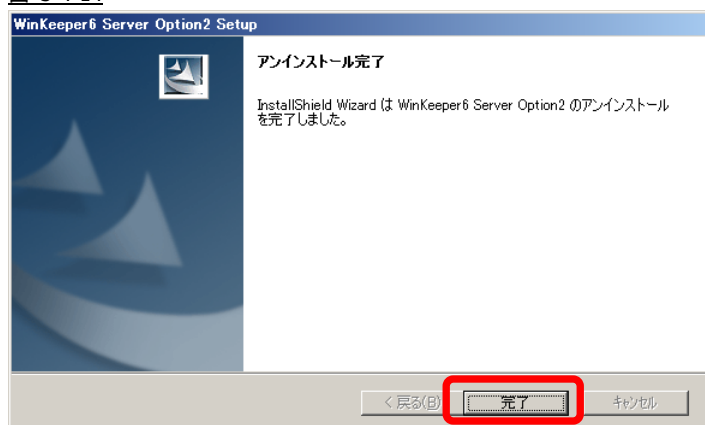 WinKeeper6 Server Option2 Setup
アンインストール完了
InstallShield Wizard は WinKeeper6 Server Option2 のアンインストール
を完了しました。
< 戻る(B)
完了
キャンセル